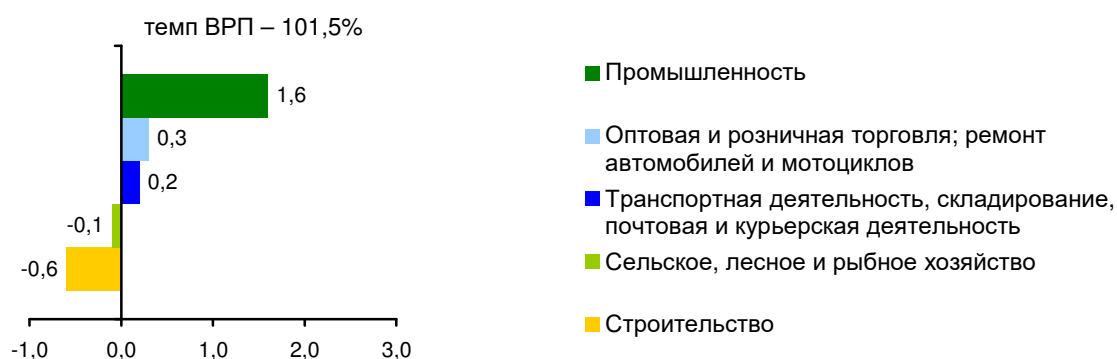 темп ВРП – 101,5%
1,6
0,3
0,2
-0,1
-0,6
-1,0 0,0 1,0 2,0 3,0
Промышленность
Оптовая и розничная торговля; ремонт
автомобилей и мотоциклов
Транспортная деятельность, складирование,
почтовая и курьерская деятельность
Сельское, лесное и рыбное хозяйство
Строительство